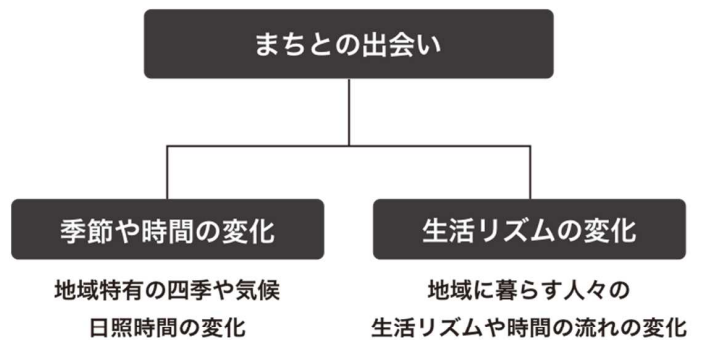 まちとの出会い
季節や時間の変化
地域特有の四季や気候
日照時間の変化
生活リズムの変化
地域に暮らす人々の
生活リズムや時間の流れの変化